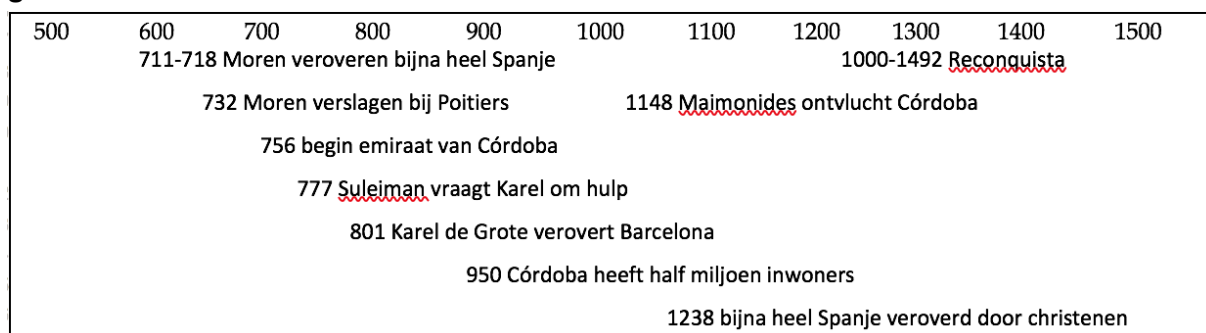 500 600 700 800 900 1000 1100 1200 1300 1400 1500
711-718 Moren veroveren bijna heel Spanje 1000-1492 Reconquista
732 Moren verslagen bij Poitiers 1148 Maimonides ontvlucht Córdoba
756 begin emiraat van Córdoba
777 Suleiman vraagt Karel om hulp
801 Karel de Grote verovert Barcelona
950 Córdoba heeft half miljoen inwoners
1238 bijna heel Spanje veroverd door christenen